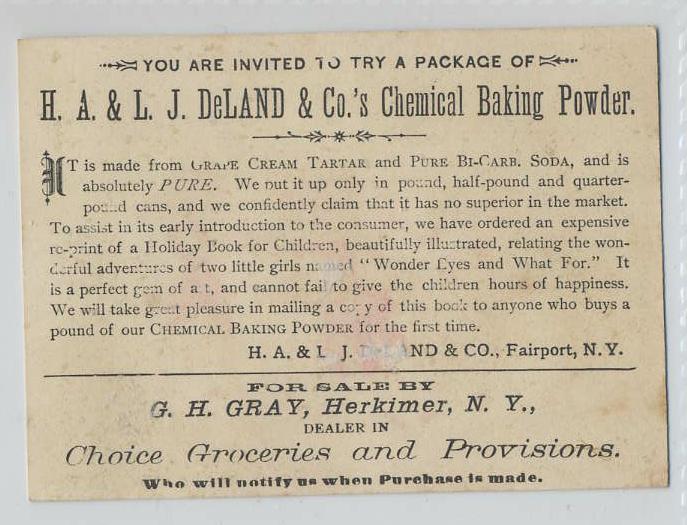 YOU ARE INVITED TO TRY A PACKAGE OF
H. A. & L. J. DeLAND & Co.'s Chemical Baking Powder.
IT is made from GRAPE CREAM TARTAR and PURE BI-CARB. SODA, and is
absolutely PURE. We put it up only in pound, half-pound and quarter-
pound cans, and we confidently claim that it has no superior in the market.
To assist in its early introduction to the consumer, we have ordered an expensive
re-print of a Holiday Book for Children, beautifully illustrated, relating the won-
derful adventures of two little girls named "Wonder Eyes and What For." It
is a perfect gem of art, and cannot fail to give the children hours of happiness.
We will take great pleasure in mailing a copy of this book to anyone who buys a
pound of our CHEMICAL BAKING POWDER for the first time.
H. A. & L. J. DeLAND & CO., Fairport, N. Y.
FOR SALE BY
G. H. GRAY, Herkimer, N. Y.,
DEALER IN
Choice Groceries and Provisions.
Who will notify us when Purchase is made.